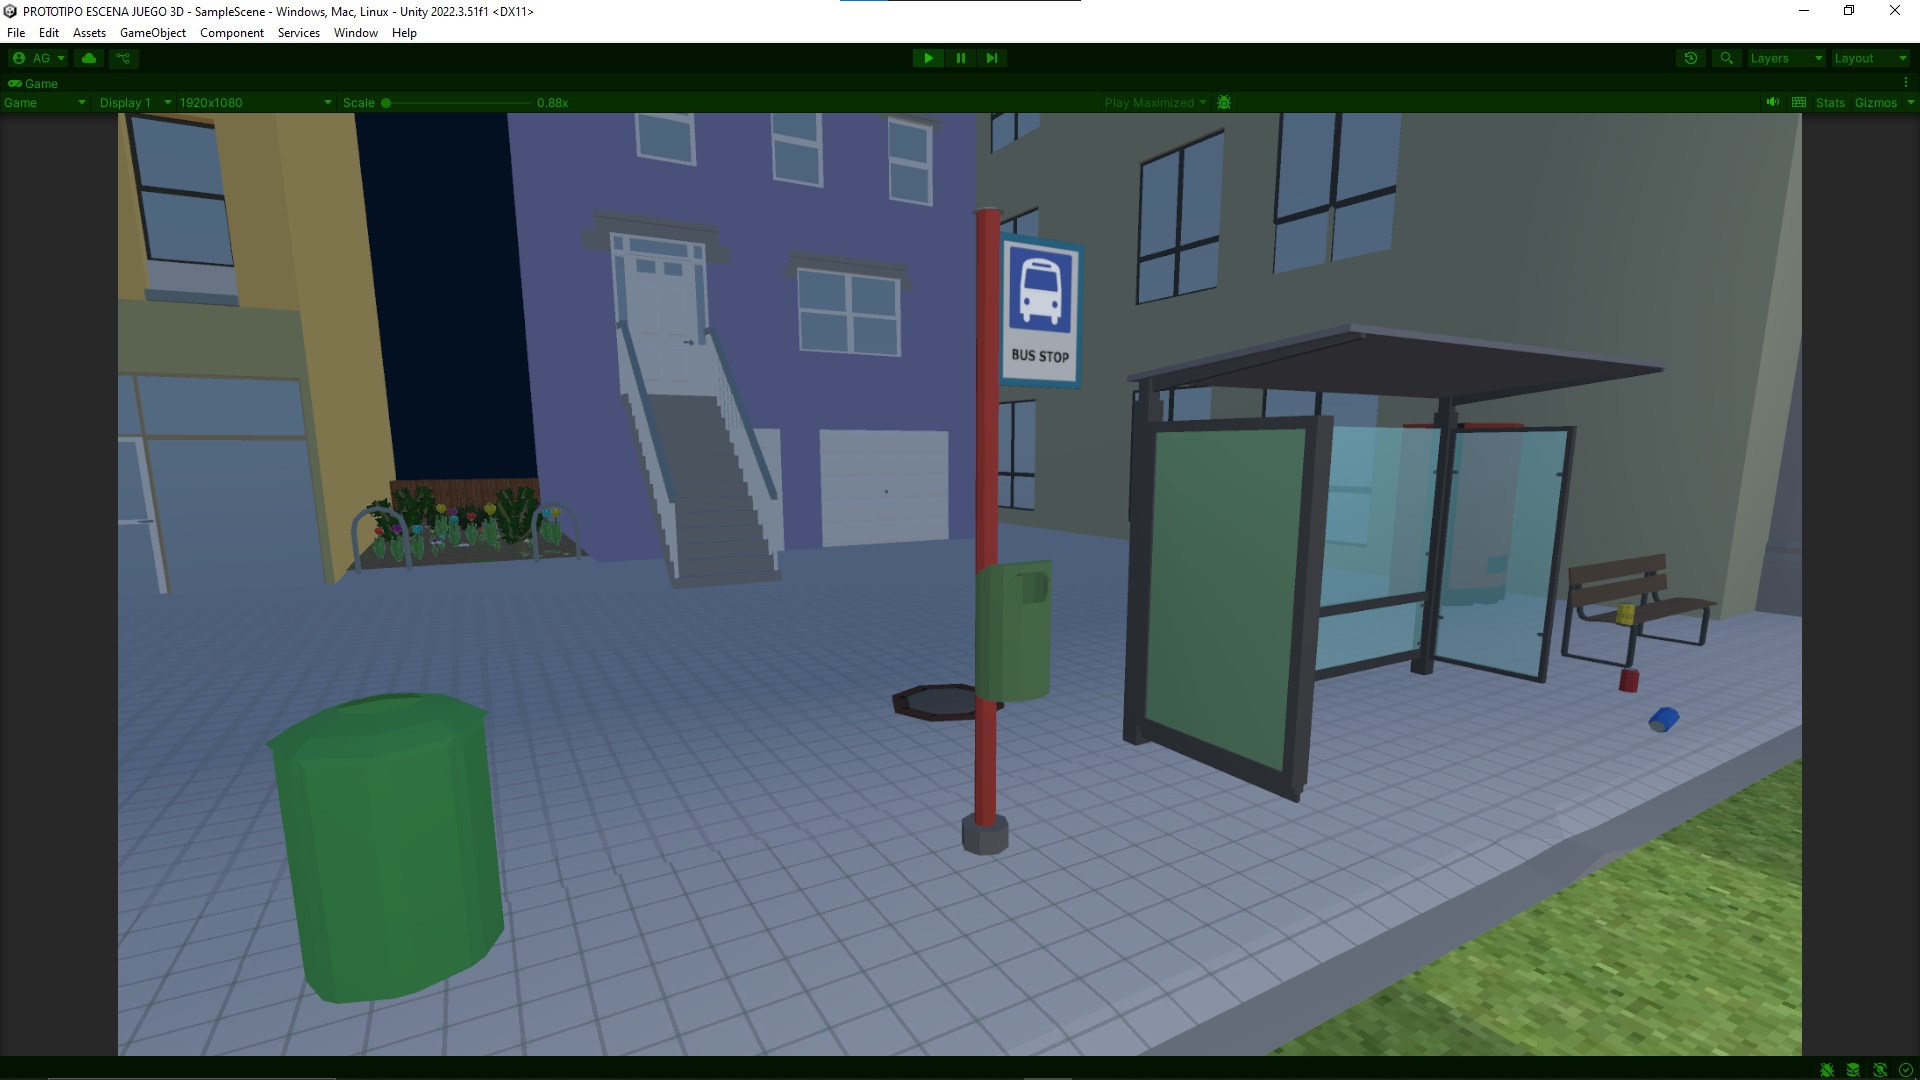 PROTOTIPO ESCENA JUEGO 3D - SampleScene - Windows, Mac, Linux - Unity 2022.3.51f1 <DX11>
File Edit Assets GameObject Component Services Window Help
AG Layers Layout
Game
Game Display 1 1920x1080 Scale 0.88x Play Maximized Stats Gizmos
BUS STOP